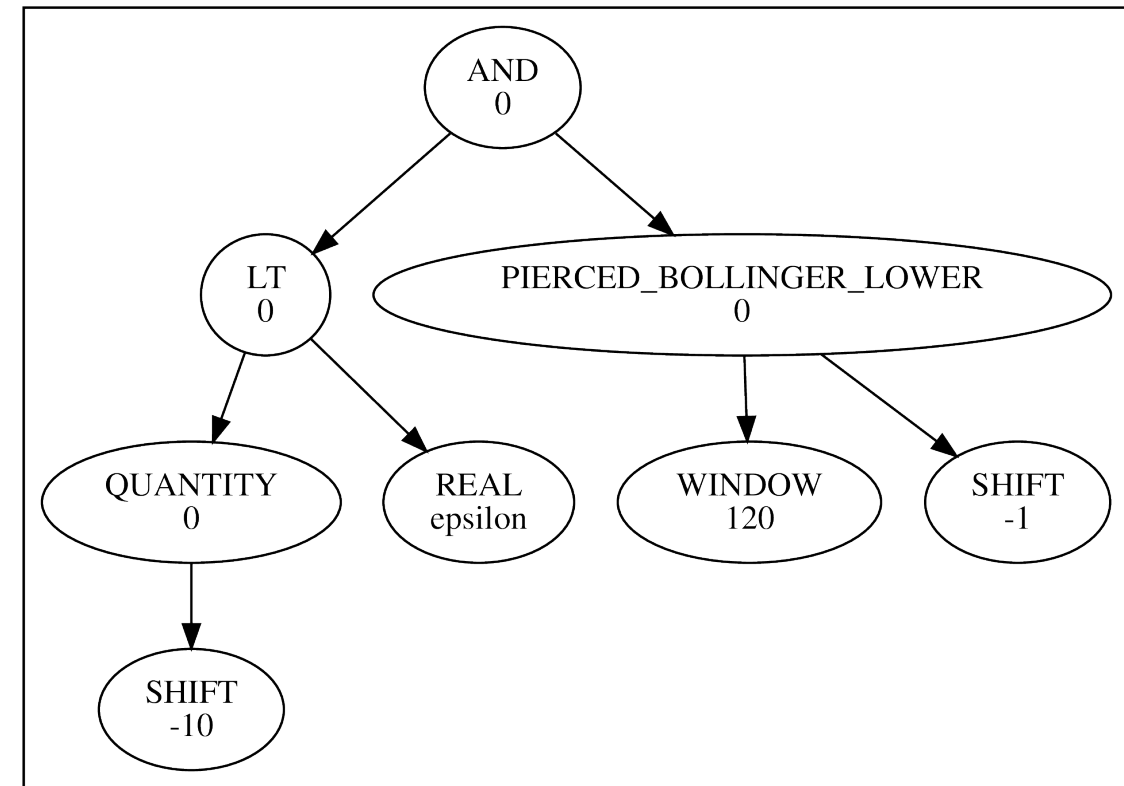 AND
0
LT
0
PIERCED_BOLLINGER_LOWER
0
QUANTITY
0
REAL
epsilon
WINDOW
120
SHIFT
-1
SHIFT
-10